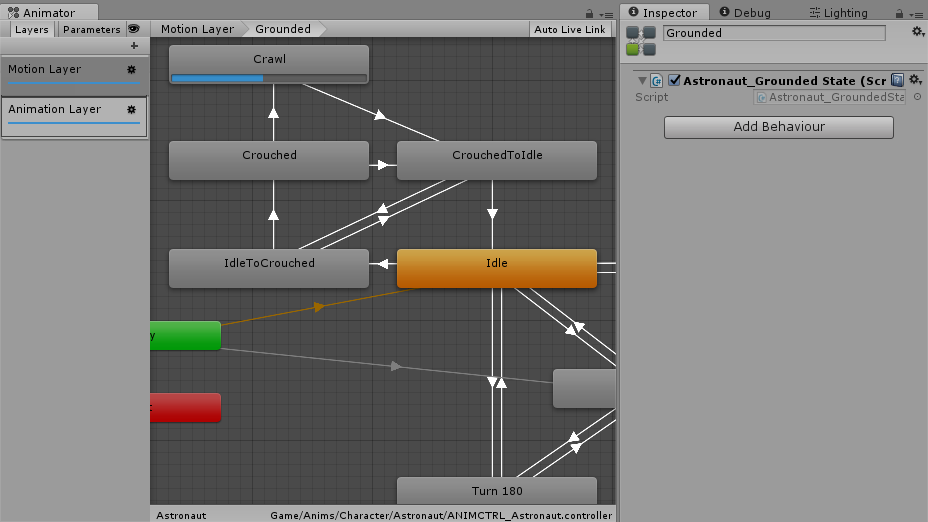 Animator
Layers Parameters
Motion Layer Grounded Auto Live Link
+
Motion Layer
Animation Layer
Crawl
Crouched
CrouchedToIdle
IdleToCrouched
Idle
y
Turn 180
Astronaut Game/Anims/Character/Astronaut/ANIMCTRL_Astronaut.controller
Inspector Debug Lighting
Grounded
Astronaut_Grounded State (Scr
Script Astronaut_GroundedSta
Add Behaviour